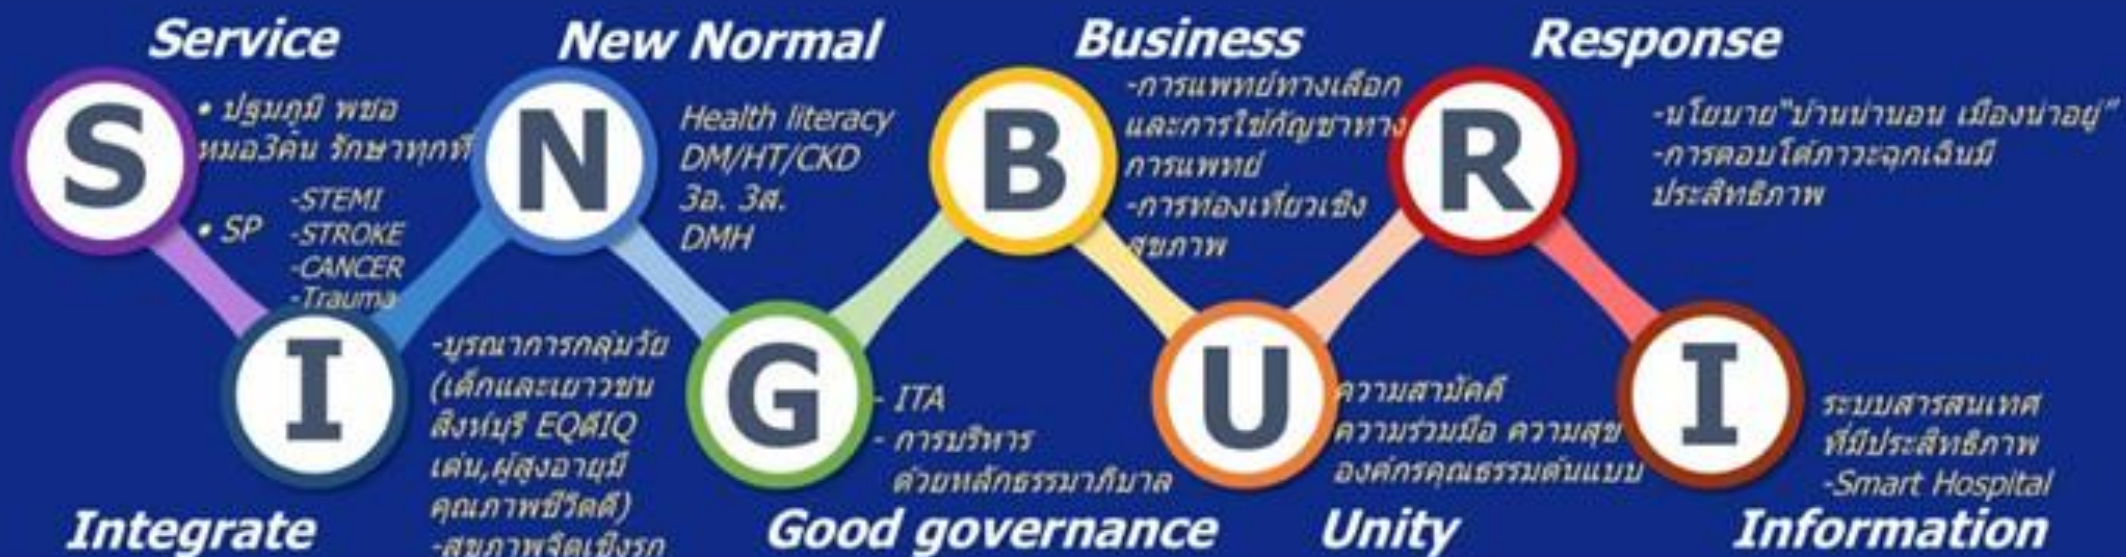 Service
S
• ปฐมภูมิ พชอ
หมอ3คน รักษาทุกที่
• SP
-STEMI
-STROKE
-CANCER
-Trauma
I
-บูรณาการกลุ่มวัย
(เด็กและเยาวชน
สิงห์บุรี EQดีIQ
เด่น,ผู้สูงอายุมี
คุณภาพชีวิตดี)
-สุขภาพจิตเชิงรุก
Integrate
New Normal
N
Health literacy
DM/HT/CKD
3อ. 3ส.
DMH
G
- ITA
- การบริหาร
ด้วยหลักธรรมาภิบาล
Good governance
Business
B
-การแพทย์ทางเลือก
และการใช้กัญชาทาง
การแพทย์
-การท่องเที่ยวเชิง
สุขภาพ
U
ความสามัคคี
ความร่วมมือ ความสุข
องค์กรคุณธรรมต้นแบบ
Unity
Response
R
-นโยบาย"บ้านน่านอน เมืองน่าอยู่"
-การตอบโต้ภาวะฉุกเฉินมี
ประสิทธิภาพ
I
ระบบสารสนเทศ
ที่มีประสิทธิภาพ
-Smart Hospital
Information